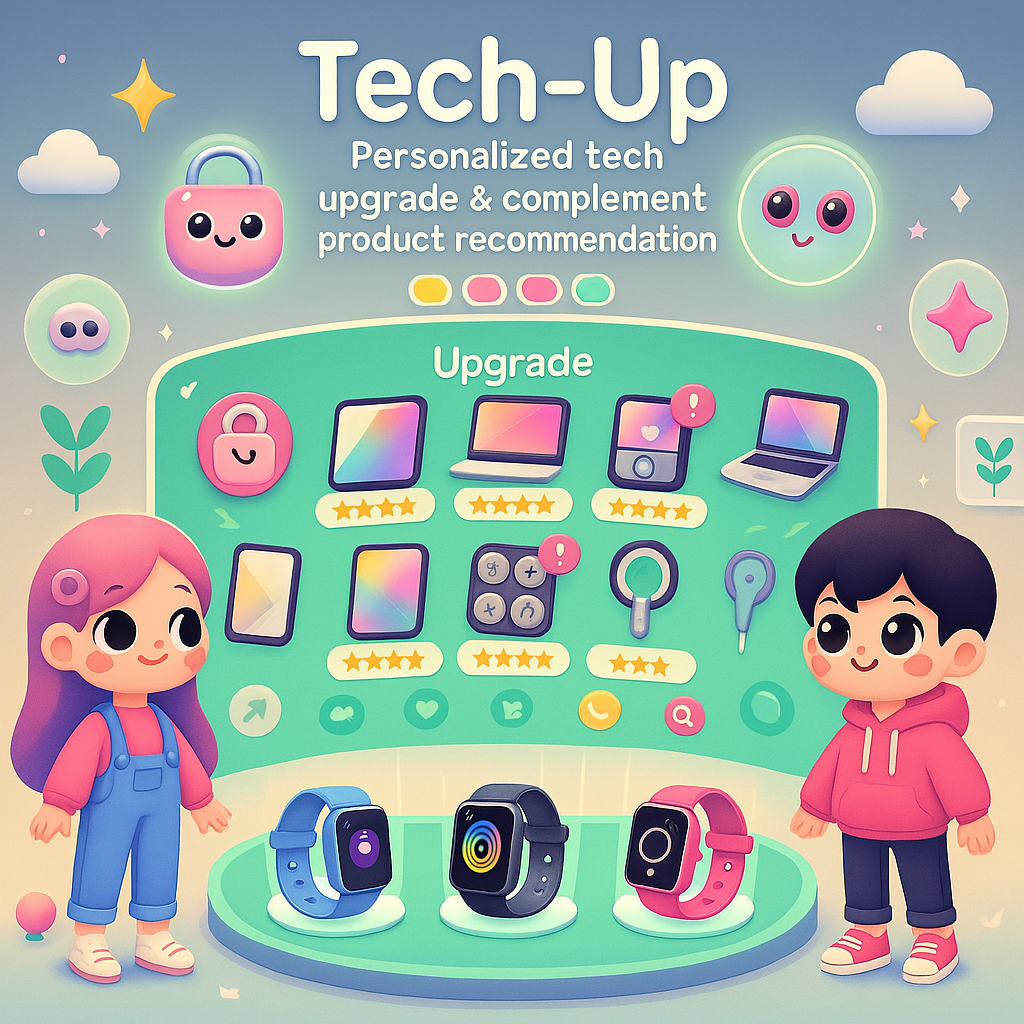 Tech-Up
Personalized tech
upgrade & complement
product recommendation
Upgrade